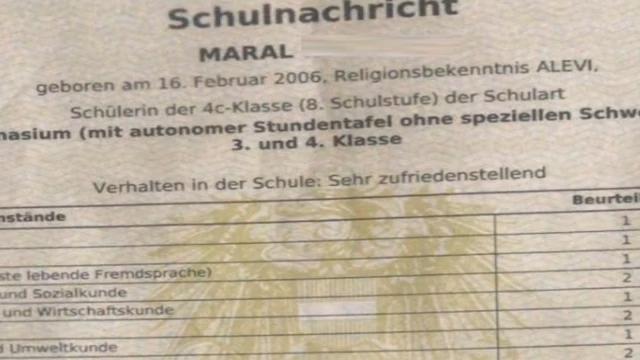 Schulnachricht
MARAL
geboren am 16. Februar 2006, Religionsbekenntnis ALEVI,
Schülerin der 4c-Klasse (8. Schulstufe) der Schulart
nasium (mit autonomer Stundentafel ohne speziellen Schwe
3. und 4. Klasse
Verhalten in der Schule: Sehr zufriedenstellend
nstände Beurteil
1
1
1
ste lebende Fremdsprache) 2
und Sozialkunde 1
und Wirtschaftskunde 2
1
d Umweltkunde 2